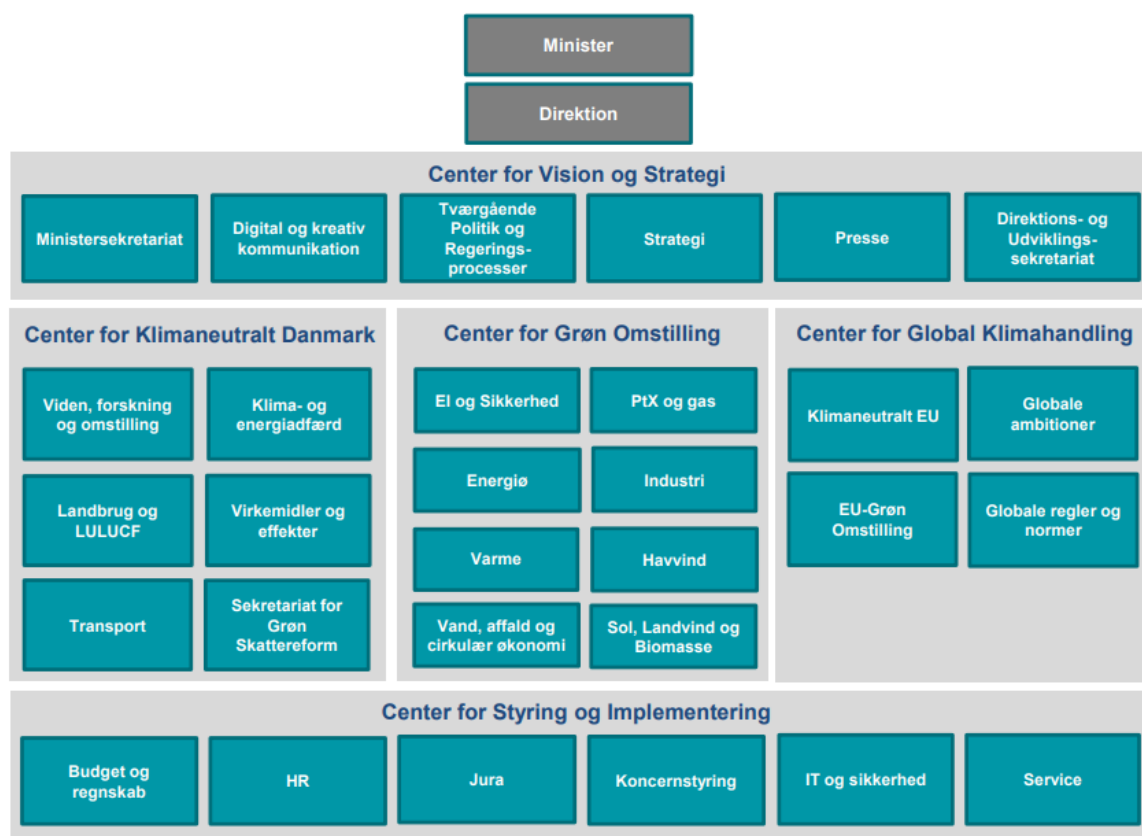 Minister
Direktion
Center for Vision og Strategi
Ministersekretariat
Digital og kreativ
kommunikation
Tværgående
Politik og
Regerings-
processer
Strategi
Presse
Direktions- og
Udviklings-
sekretariat
Center for Klimaneutralt Danmark
Viden, forskning
og omstilling
Klima- og
energiadfærd
Landbrug og
LULUCF
Virkemidler og
effekter
Transport
Sekretariat for
Grøn
Skattereform
Center for Grøn Omstilling
El og Sikkerhed
PtX og gas
Energiø
Industri
Varme
Havvind
Vand, affald og
cirkulær økonomi
Sol, Landvind og
Biomasse
Center for Global Klimahandling
Klimaneutralt EU
Globale
ambitioner
EU-Grøn
Omstilling
Globale regler og
normer
Center for Styring og Implementering
Budget og
regnskab
HR
Jura
Koncernstyring
IT og sikkerhed
Service